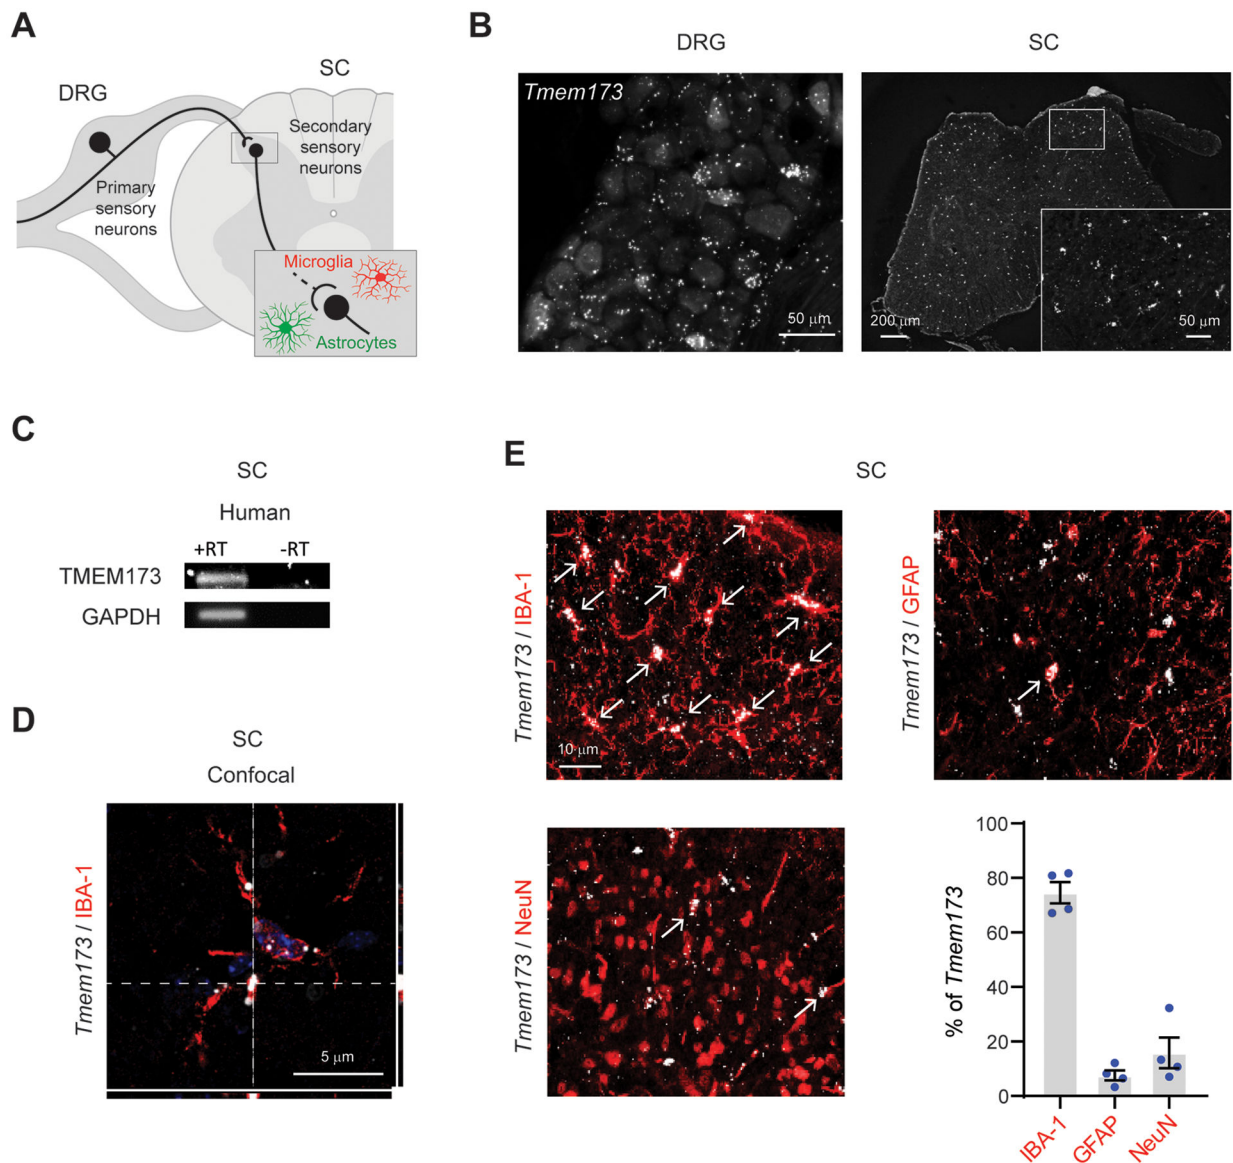 A
DRG
SC
Secondary
sensory
neurons
Primary
sensory
neurons
Microglia
Astrocytes
B
DRG
SC
Tmem173
50 μm
200 μm
50 μm
C
SC
Human
+RT
-RT
TMEM173
GAPDH
D
SC
Confocal
Tmem173 / IBA-1
5 μm
E
SC
Tmem173 / IBA-1
10 μm
Tmem173 / GFAP
Tmem173 / NeuN
% of Tmem173
100
80
60
40
20
0
IBA-1
GFAP
NeuN